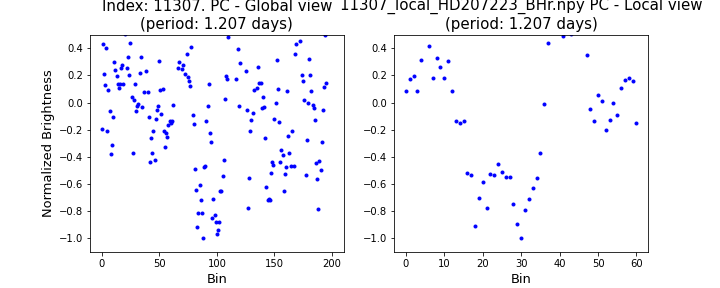 Index: 11307. PC - Global view
(period: 1.207 days)
11307_local_HD207223_BHr.npy PC - Local view
(period: 1.207 days)
Normalized Brightness
0.4
0.2
0.0
−0.2
−0.4
−0.6
−0.8
−1.0
0 50 100 150 200
Bin
0.4
0.2
0.0
−0.2
−0.4
−0.6
−0.8
−1.0
0 10 20 30 40 50 60
Bin